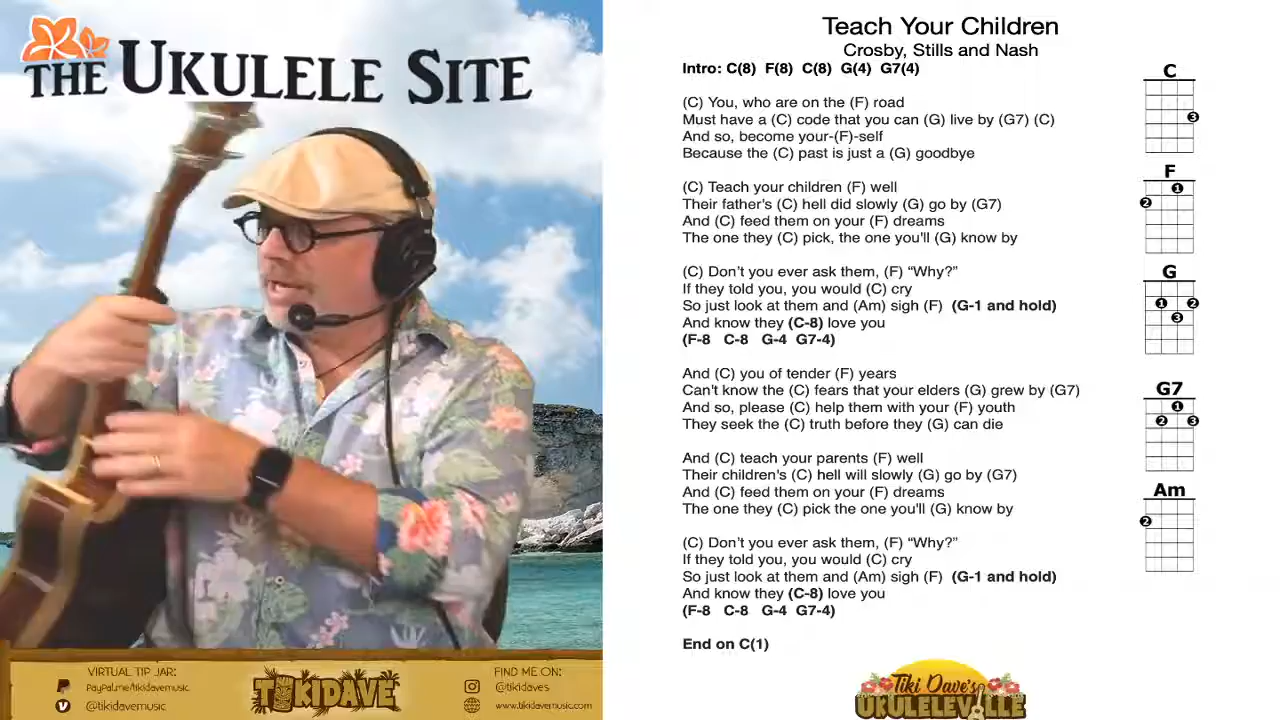 THE UKULELE SITE
VIRTUAL TIP JAR:
PayPal.me/tikidavemusic
@tikidavemusic
TIKIDAVE
FIND ME ON:
@tikidaves
www.tikidavemusic.com
Teach Your Children
Crosby, Stills and Nash
Intro: C(8) F(8) C(8) G(4) G7(4)
(C) You, who are on the (F) road
Must have a (C) code that you can (G) live by (G7) (C)
And so, become your-(F)-self
Because the (C) past is just a (G) goodbye
(C) Teach your children (F) well
Their father's (C) hell did slowly (G) go by (G7)
And (C) feed them on your (F) dreams
The one they (C) pick, the one you'll (G) know by
(C) Don't you ever ask them, (F) “Why?”
If they told you, you would (C) cry
So just look at them and (Am) sigh (F) (G-1 and hold)
And know they (C-8) love you
(F-8 C-8 G-4 G7-4)
And (C) you of tender (F) years
Can't know the (C) fears that your elders (G) grew by (G7)
And so, please (C) help them with your (F) youth
They seek the (C) truth before they (G) can die
And (C) teach your parents (F) well
Their children's (C) hell will slowly (G) go by (G7)
And (C) feed them on your (F) dreams
The one they (C) pick the one you'll (G) know by
(C) Don't you ever ask them, (F) “Why?”
If they told you, you would (C) cry
So just look at them and (Am) sigh (F) (G-1 and hold)
And know they (C-8) love you
(F-8 C-8 G-4 G7-4)
End on C(1)
C
3
F
1
2
G
1 2
3
G7
1
2 3
Am
2
Tiki Dave's
UKULELEVILLE